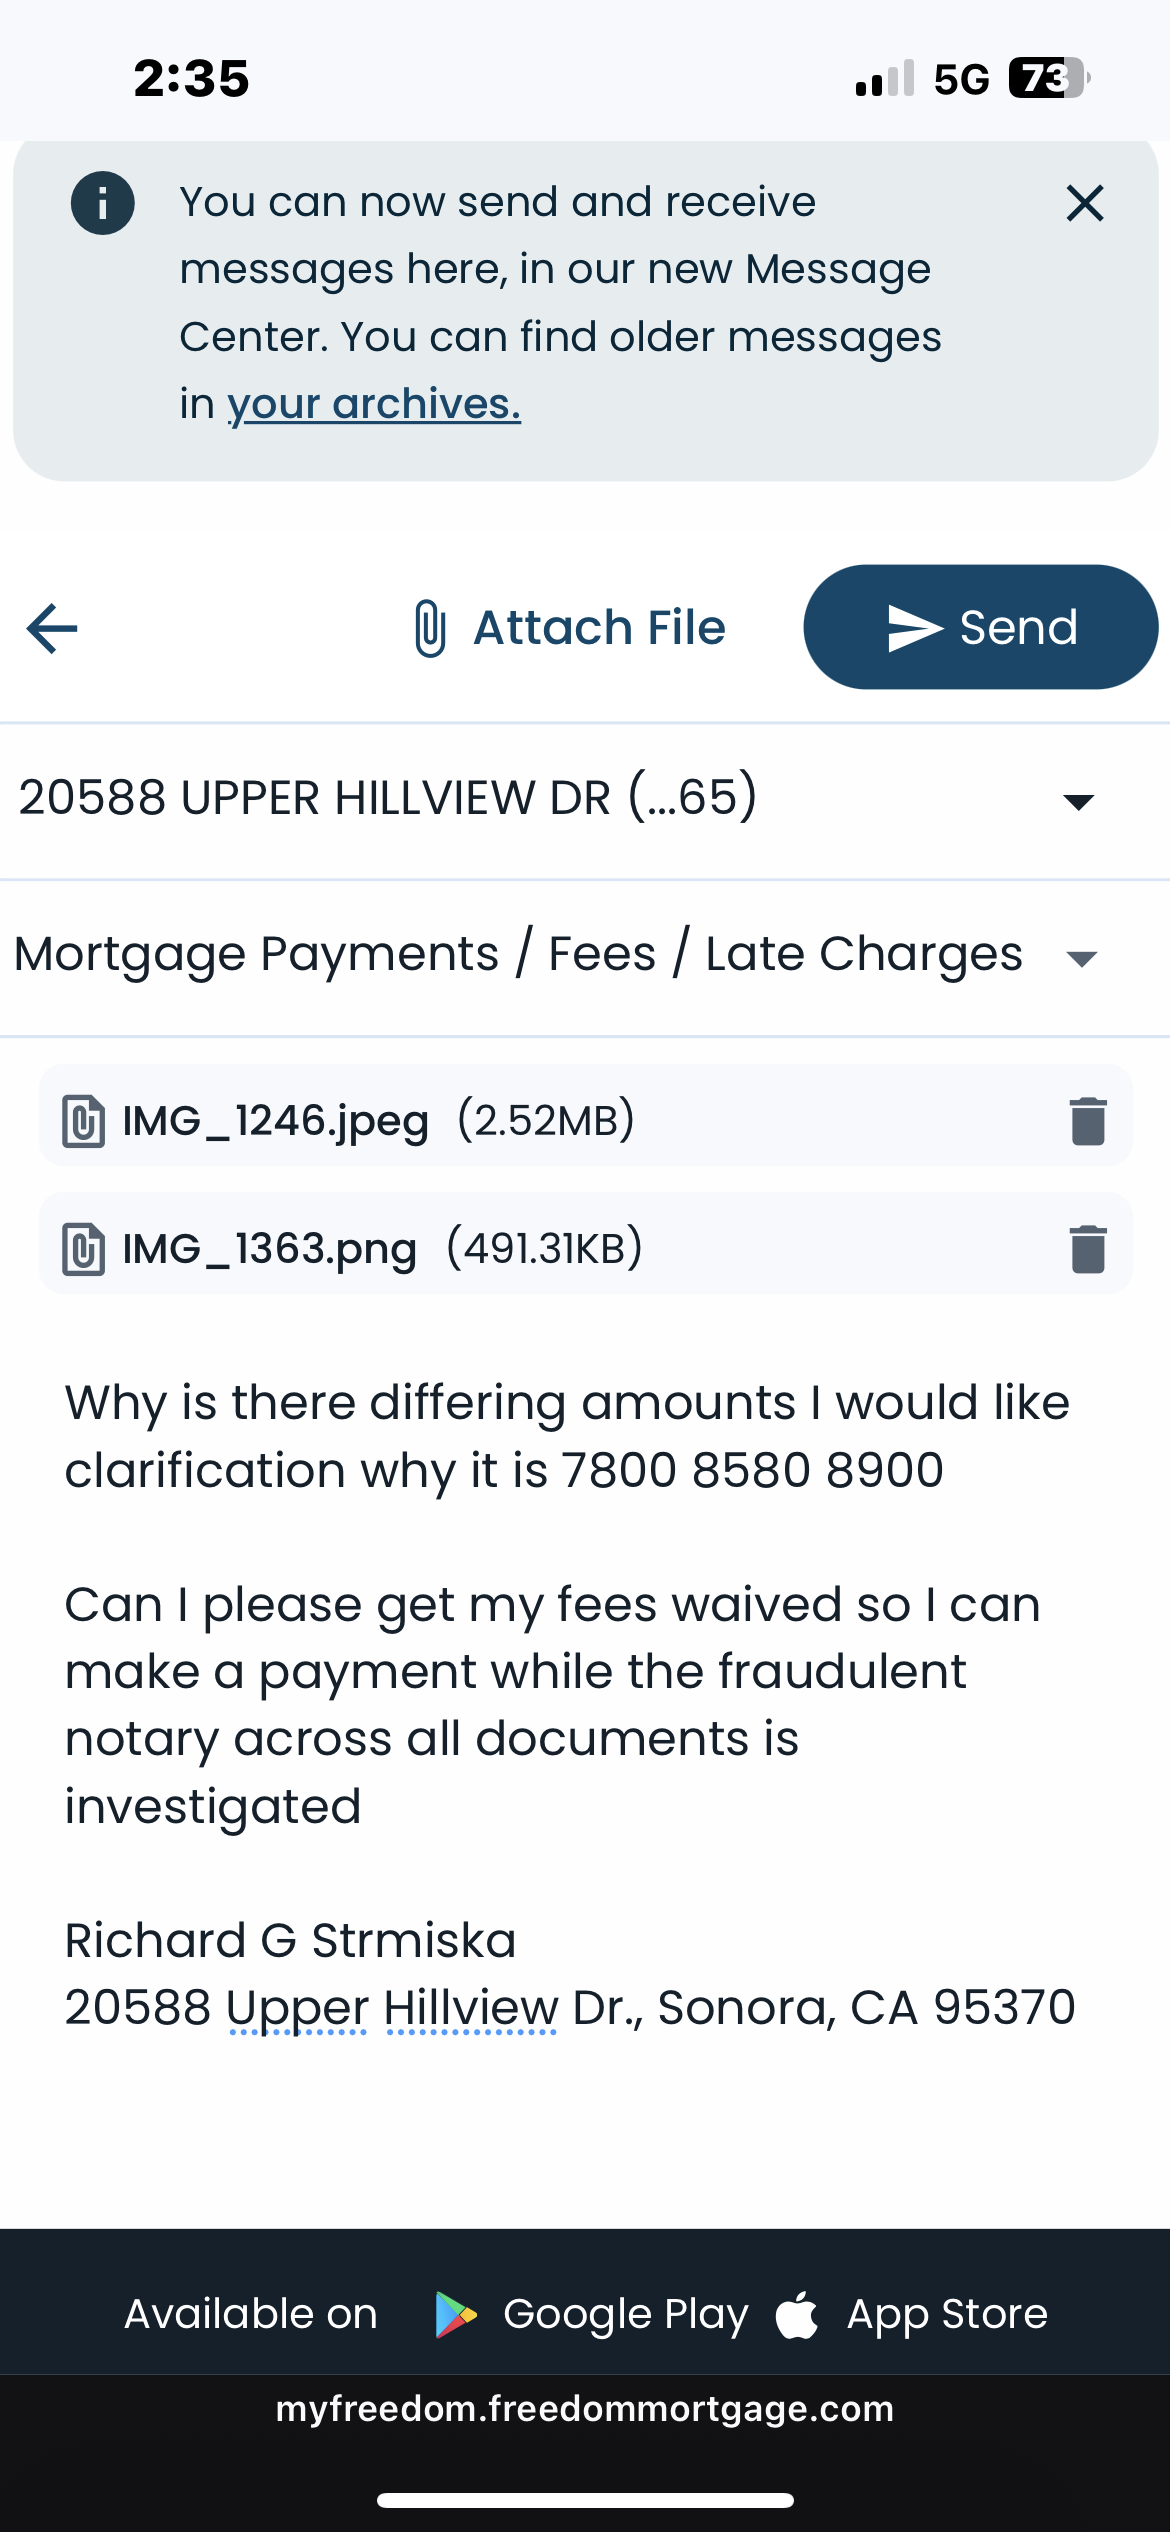 2:35
5G 73
You can now send and receive
messages here, in our new Message
Center. You can find older messages
in your archives.
Attach File
Send
20588 UPPER HILLVIEW DR (...65)
Mortgage Payments / Fees / Late Charges
IMG_1246.jpeg (2.52MB)
IMG_1363.png (491.31KB)
Why is there differing amounts I would like
clarification why it is 7800 8580 8900
Can I please get my fees waived so I can
make a payment while the fraudulent
notary across all documents is
investigated
Richard G Strmiska
20588 Upper Hillview Dr., Sonora, CA 95370
Available on Google Play App Store
myfreedom.freedommortgage.com